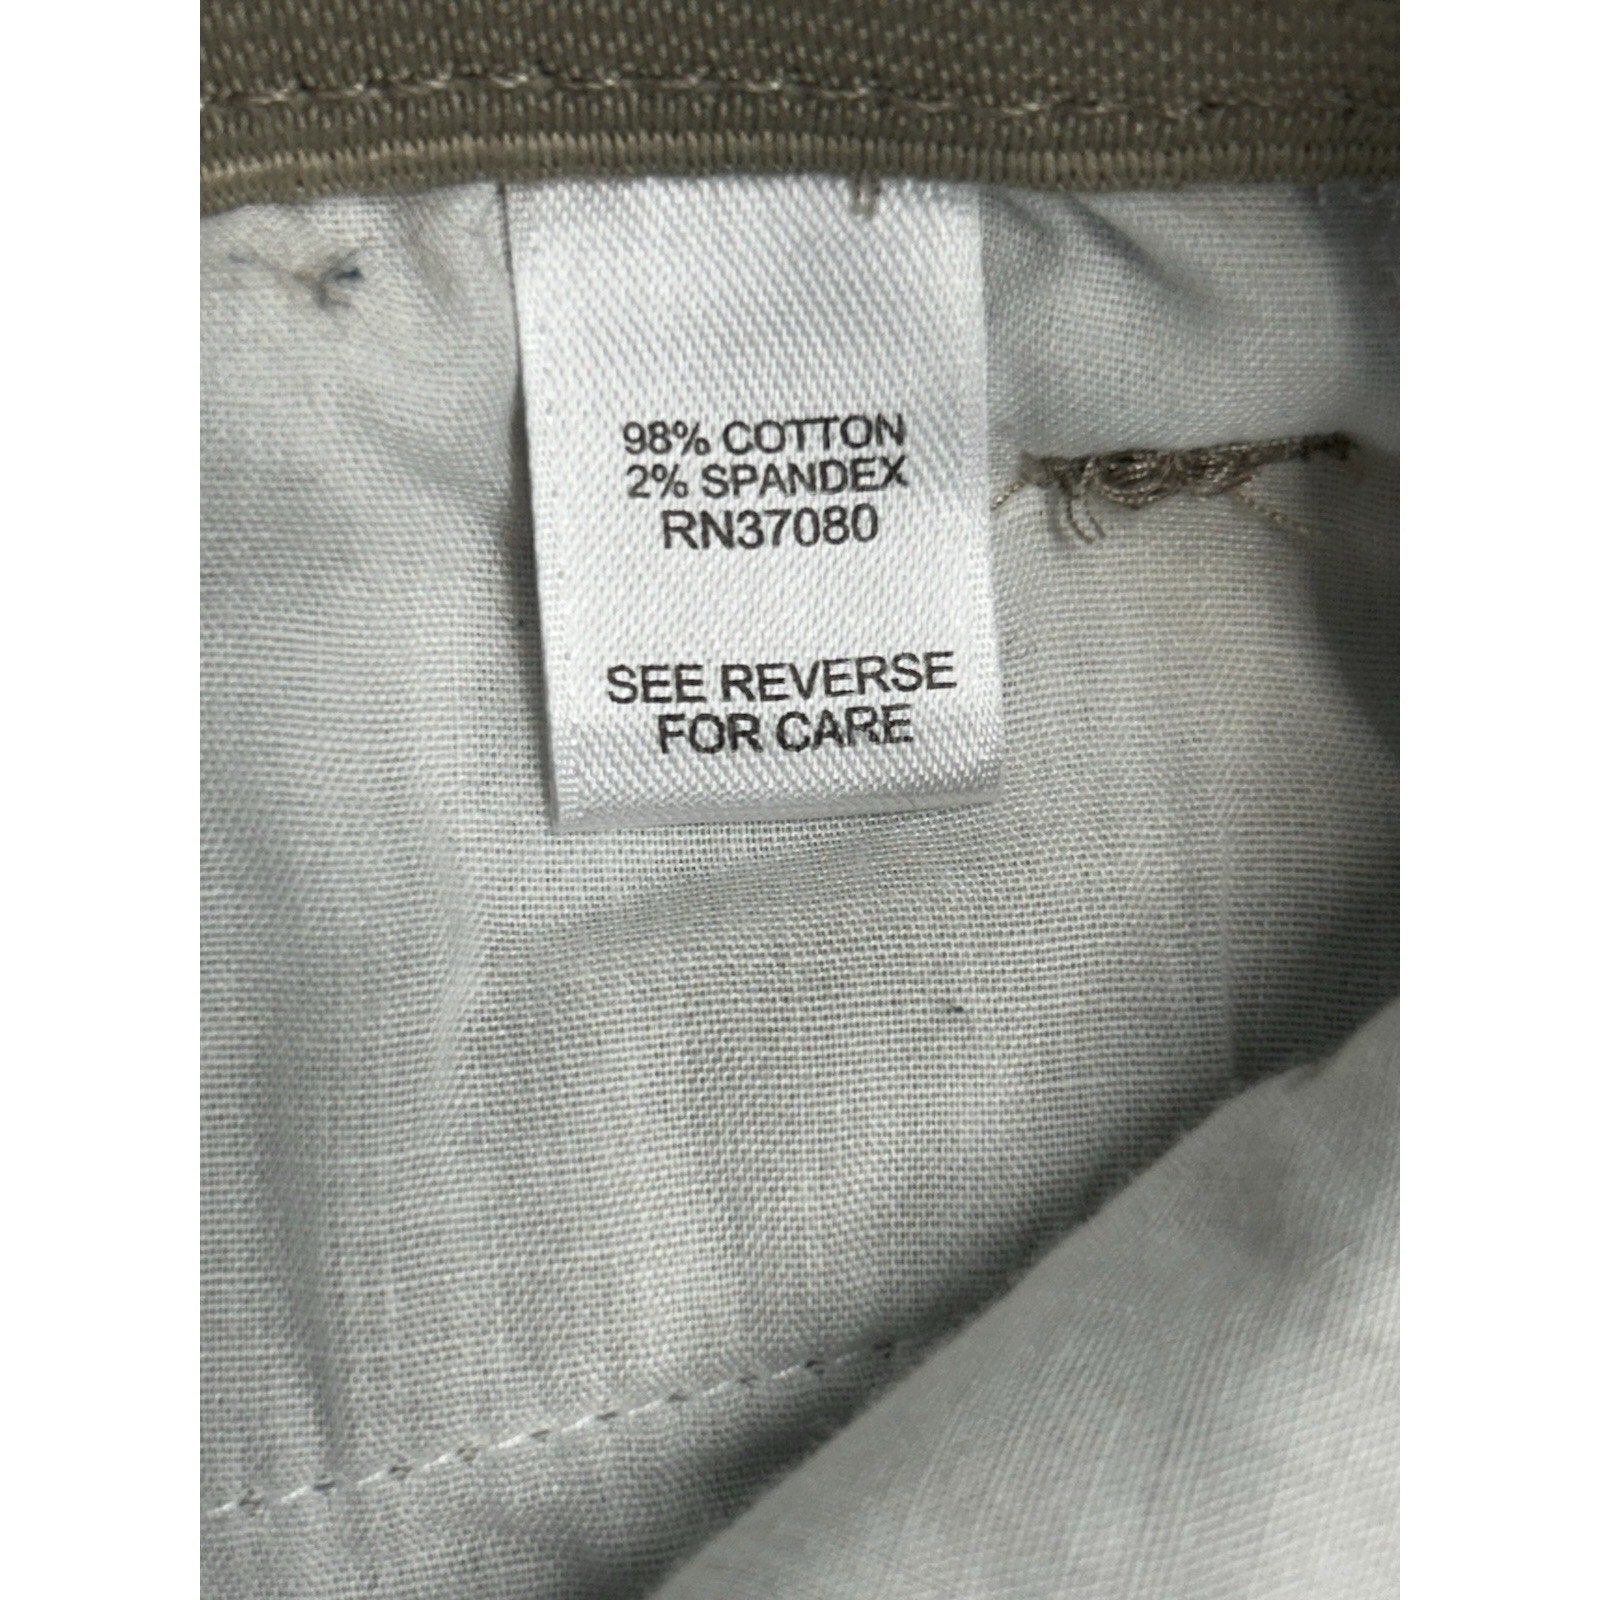 98% COTTON
2% SPANDEX
RN37080
SEE REVERSE
FOR CARE